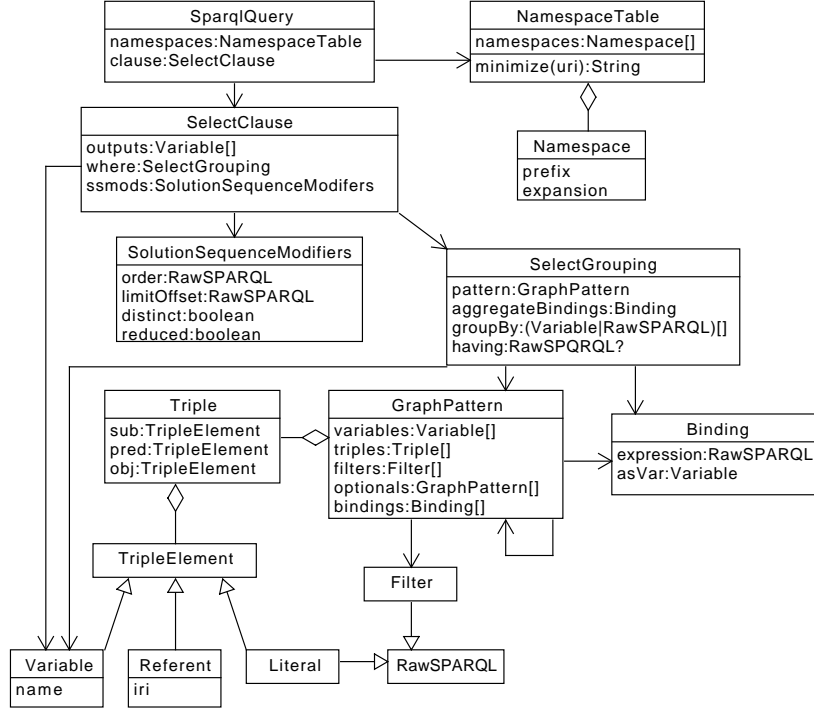 SparqlQuery
namespaces:NamespaceTable
clause:SelectClause
NamespaceTable
namespaces:Namespace[]
minimize(uri):String
SelectClause
outputs:Variable[]
where:SelectGrouping
ssmods:SolutionSequenceModifers
Namespace
prefix
expansion
SolutionSequenceModifiers
order:RawSPARQL
limitOffset:RawSPARQL
distinct:boolean
reduced:boolean
SelectGrouping
pattern:GraphPattern
aggregateBindings:Binding
groupBy:(Variable|RawSPARQL)[]
having:RawSPQRQL?
Triple
sub:TripleElement
pred:TripleElement
obj:TripleElement
GraphPattern
variables:Variable[]
triples:Triple[]
filters:Filter[]
optionals:GraphPattern[]
bindings:Binding[]
Binding
expression:RawSPARQL
asVar:Variable
TripleElement
Filter
Variable
name
Referent
iri
Literal
RawSPARQL